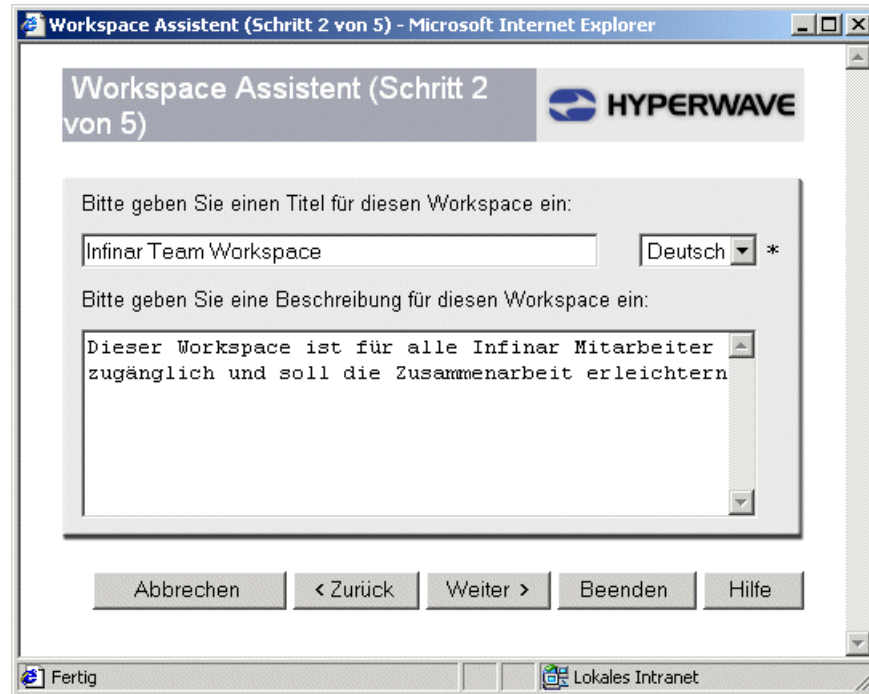 Workspace Assistent (Schritt 2 von 5) - Microsoft Internet Explorer
Workspace Assistent (Schritt 2
von 5)
HYPERWAVE
Bitte geben Sie einen Titel für diesen Workspace ein:
Infinar Team Workspace
Deutsch *
Bitte geben Sie eine Beschreibung für diesen Workspace ein:
Dieser Workspace ist für alle Infinar Mitarbeiter
zugänglich und soll die Zusammenarbeit erleichtern
Abbrechen < Zurück Weiter > Beenden Hilfe
Fertig Lokales Intranet